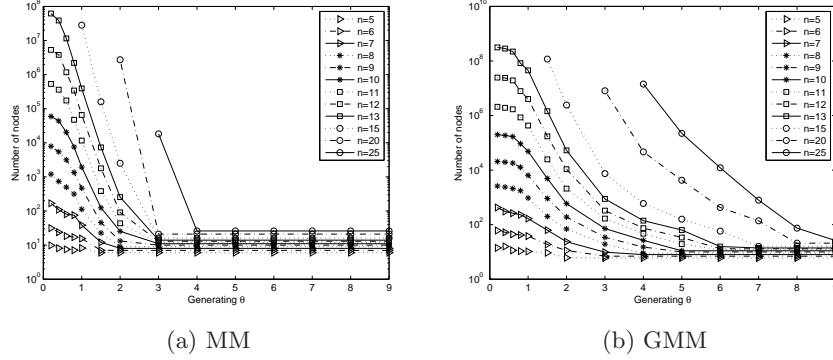 10^8
10^7
10^6
10^5
10^4
10^3
10^2
10^1
10^0
Number of nodes
0 1 2 3 4 5 6 7 8 9
Generating θ
n=5
n=6
n=7
n=8
n=9
n=10
n=11
n=12
n=13
n=15
n=20
n=25
(a) MM
10^10
10^8
10^6
10^4
10^2
10^0
Number of nodes
0 1 2 3 4 5 6 7 8 9
Generating θ
n=5
n=6
n=7
n=8
n=9
n=10
n=11
n=12
n=13
n=15
n=20
n=25
(b) GMM